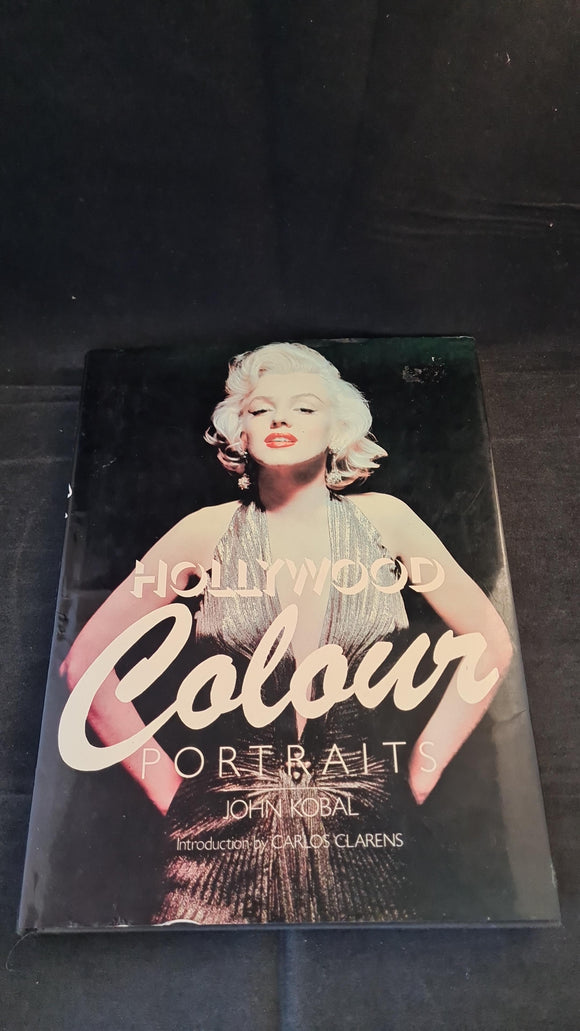 HOLLYWOOD
Colour
PORTRAITS
JOHN KOBAL
Introduction by CARLOS CLARENS